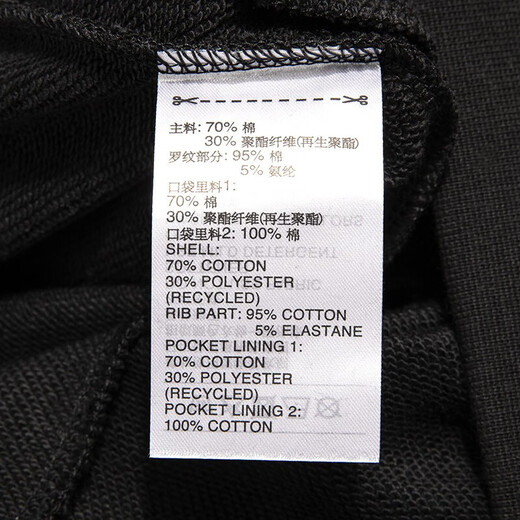 主料: 70% 棉
30% 聚酯纤维(再生聚酯)
罗纹部分: 95% 棉
5% 氨纶
口袋里料1:
70% 棉
30% 聚酯纤维(再生聚酯)
口袋里料2: 100% 棉
SHELL:
70% COTTON
30% POLYESTER
(RECYCLED)
RIB PART: 95% COTTON
5% ELASTANE
POCKET LINING 1:
70% COTTON
30% POLYESTER
(RECYCLED)
POCKET LINING 2:
100% COTTON